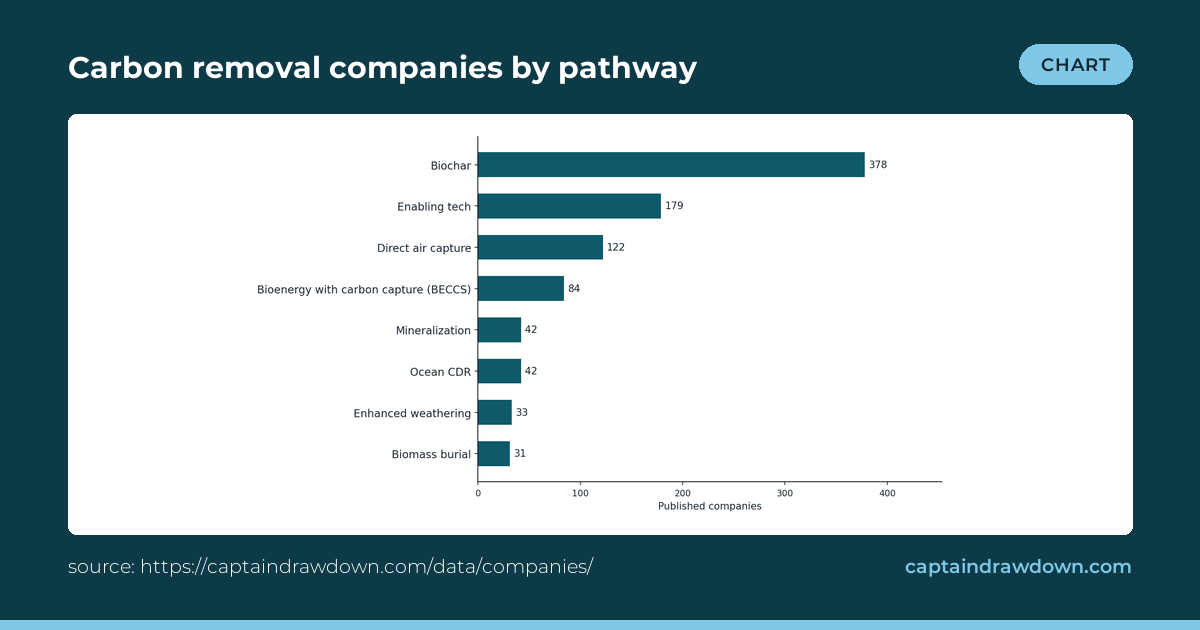 Carbon removal companies by pathway
CHART
Biochar 378
Enabling tech 179
Direct air capture 122
Bioenergy with carbon capture (BECCS) 84
Mineralization 42
Ocean CDR 42
Enhanced weathering 33
Biomass burial 31
0 100 200 300 400
Published companies
source: https://captaindrawdown.com/data/companies/
captaindrawdown.com